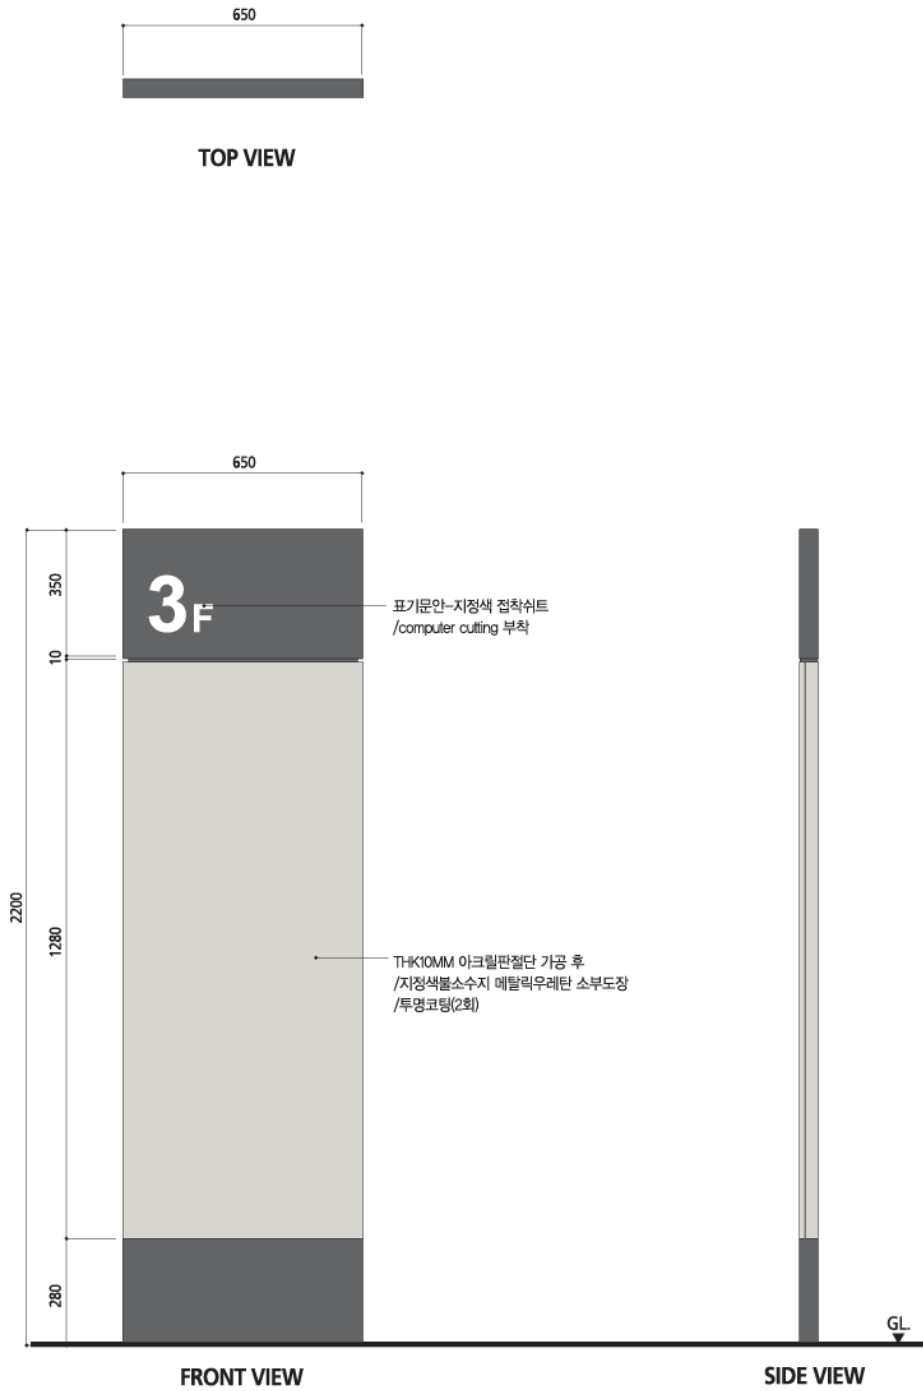 650
TOP VIEW
650
350
3F
표기문안-지정색 접착쉬트
/computer cutting 부착
10
2200
1280
THK10MM 아크릴판절단 가공 후
/지정색불소수지 메탈릭우레탄 소부도장
/투명코팅(2회)
280
GL.
FRONT VIEW
SIDE VIEW